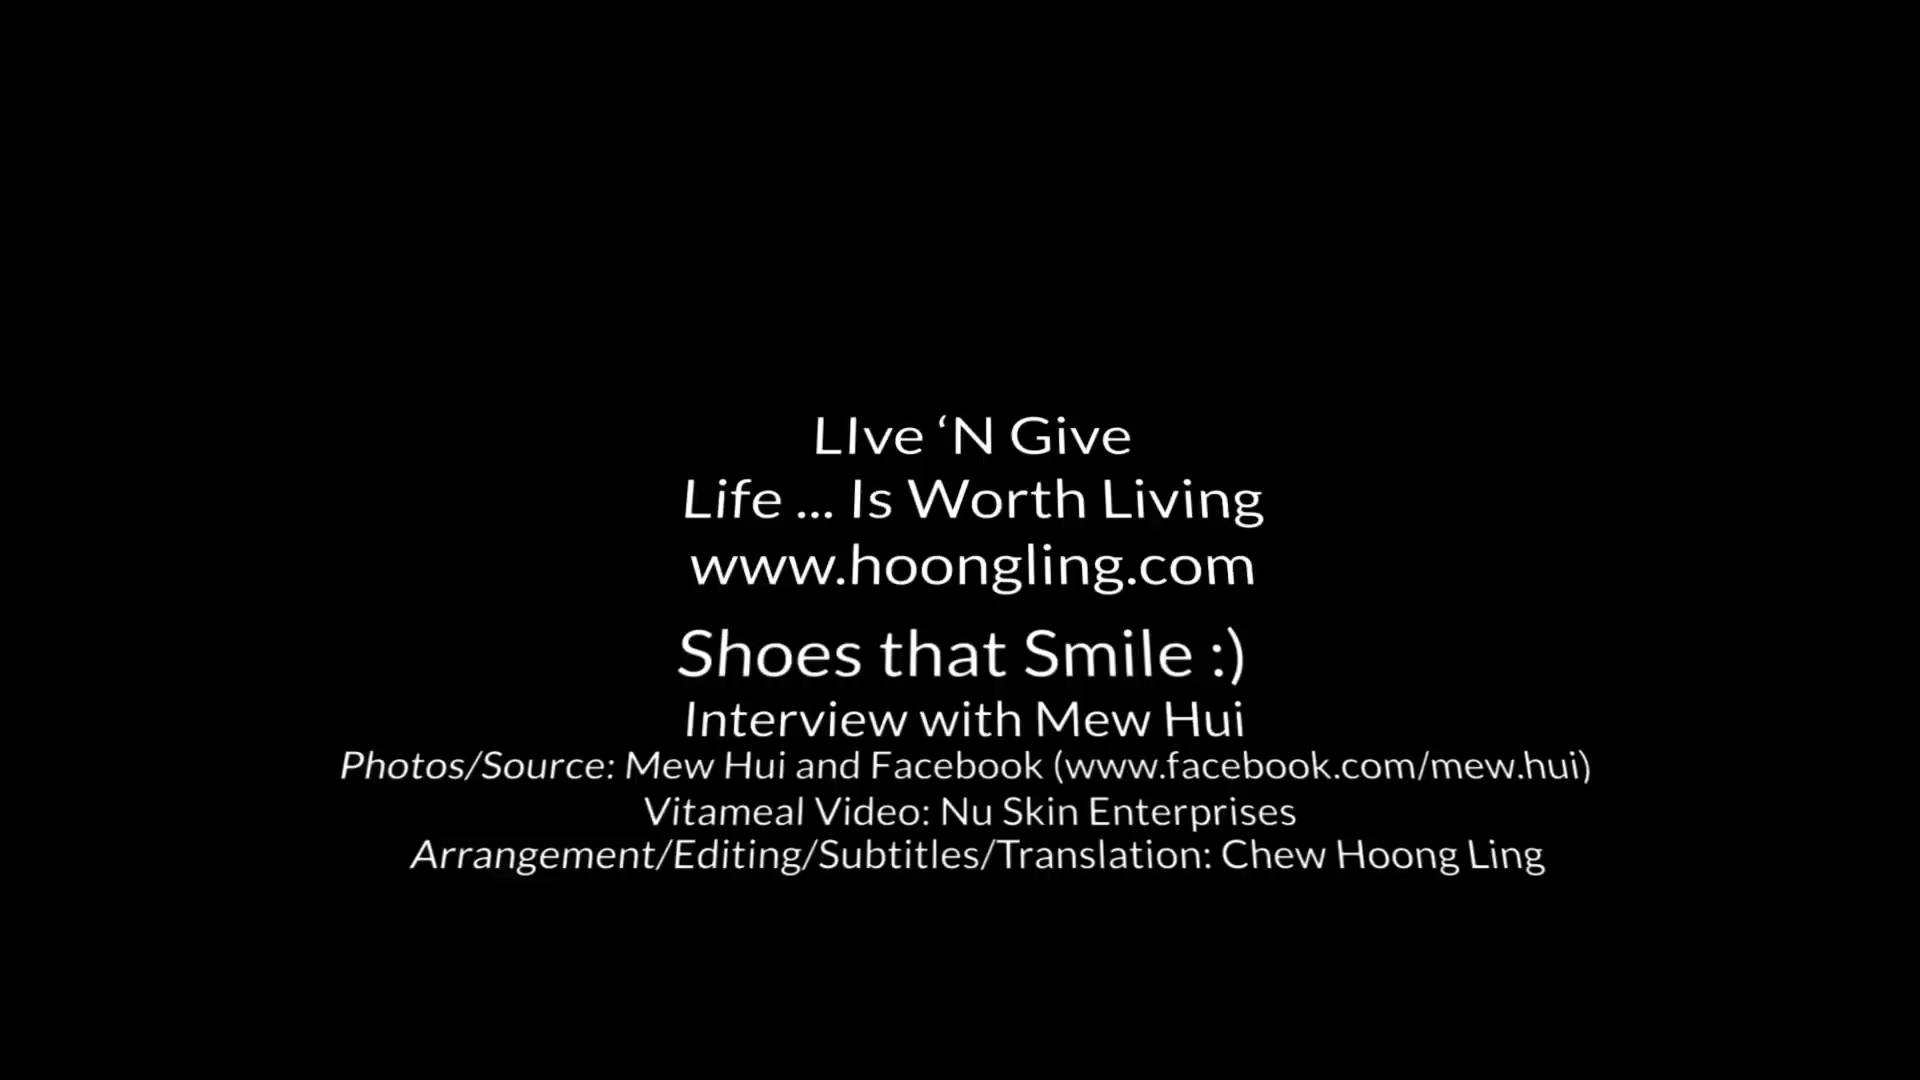 LIve ‘N Give
Life ... Is Worth Living
www.hoongling.com
Shoes that Smile :)
Interview with Mew Hui
Photos/Source: Mew Hui and Facebook (www.facebook.com/mew.hui)
Vitameal Video: Nu Skin Enterprises
Arrangement/Editing/Subtitles/Translation: Chew Hoong Ling